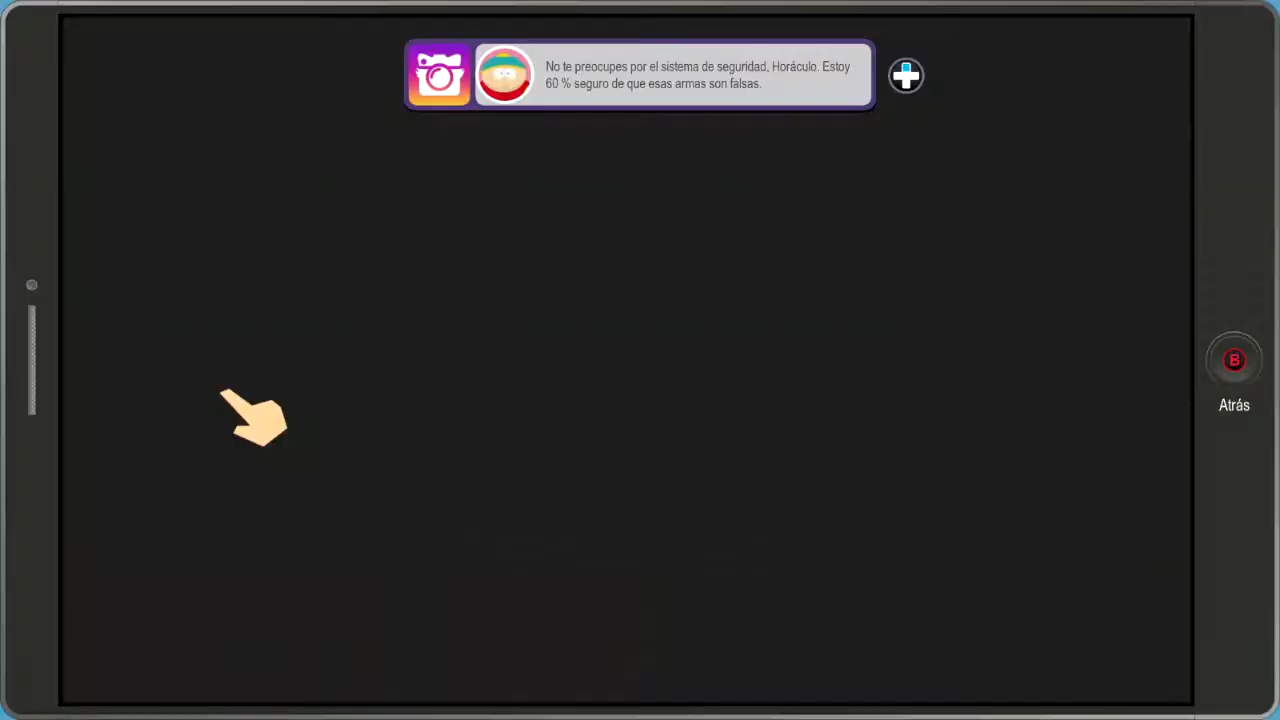 No te preocupes por el sistema de seguridad, Horáculo. Estoy
60 % seguro de que esas armas son falsas.
B
Atrás